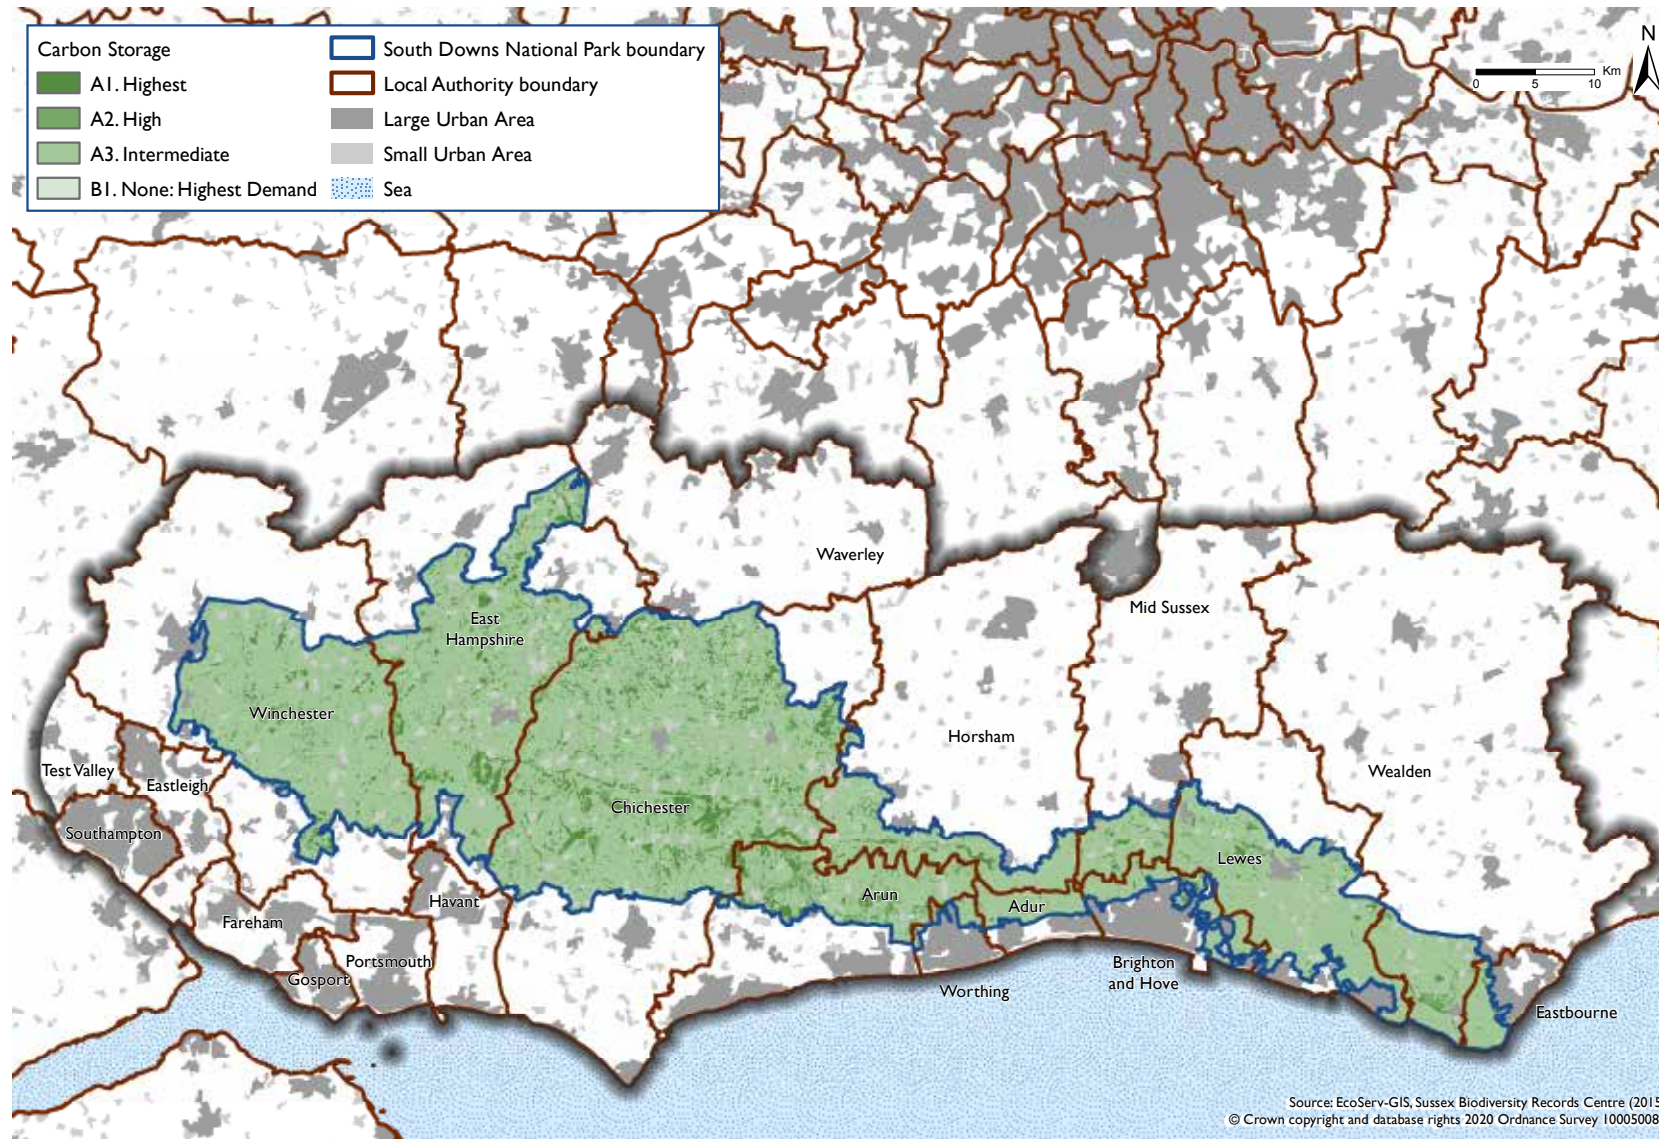 Carbon Storage
A1. Highest
A2. High
A3. Intermediate
B1. None: Highest Demand
South Downs National Park boundary
Local Authority boundary
Large Urban Area
Small Urban Area
Sea
N
Km
0 5 10
Waverley
Mid Sussex
East
Hampshire
Winchester
Horsham
Test Valley
Eastleigh
Wealden
Chichester
Southampton
Lewes
Havant
Arun
Adur
Fareham
Portsmouth
Gosport
Brighton
and Hove
Worthing
Eastbourne
Source: EcoServ-GIS, Sussex Biodiversity Records Centre (2015
© Crown copyright and database rights 2020 Ordnance Survey 10005008